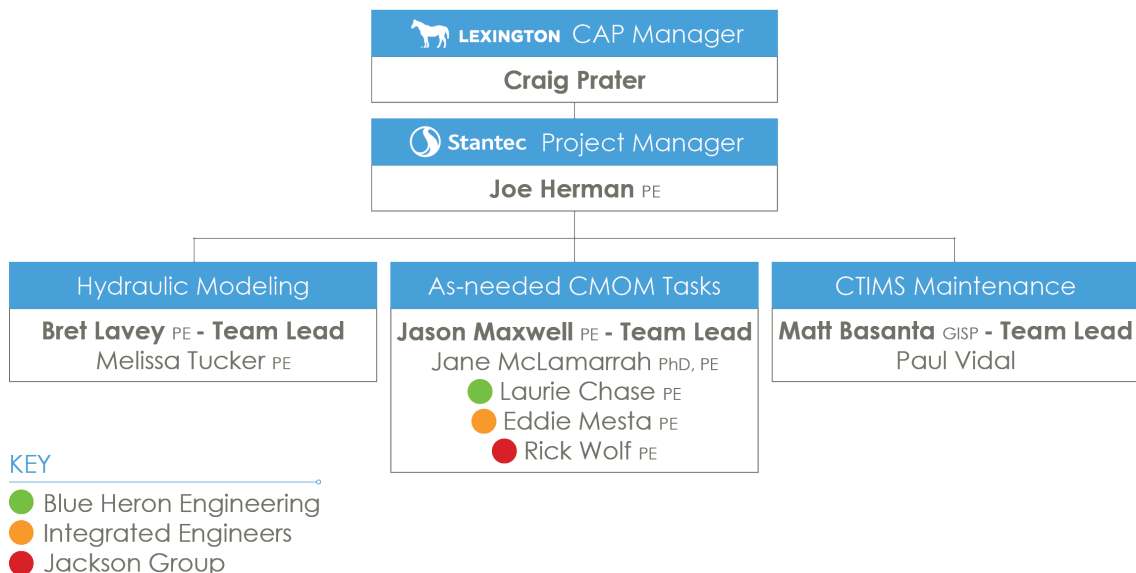 LEXINGTON CAP Manager
Craig Prater
Stantec Project Manager
Joe Herman PE
Hydraulic Modeling
Bret Lavey PE - Team Lead
Melissa Tucker PE
As-needed CMOM Tasks
Jason Maxwell PE - Team Lead
Jane McLamarrah PhD, PE
Laurie Chase PE
Eddie Mesta PE
Rick Wolf PE
CTIMS Maintenance
Matt Basanta GISP - Team Lead
Paul Vidal
KEY
Blue Heron Engineering
Integrated Engineers
Jackson Group